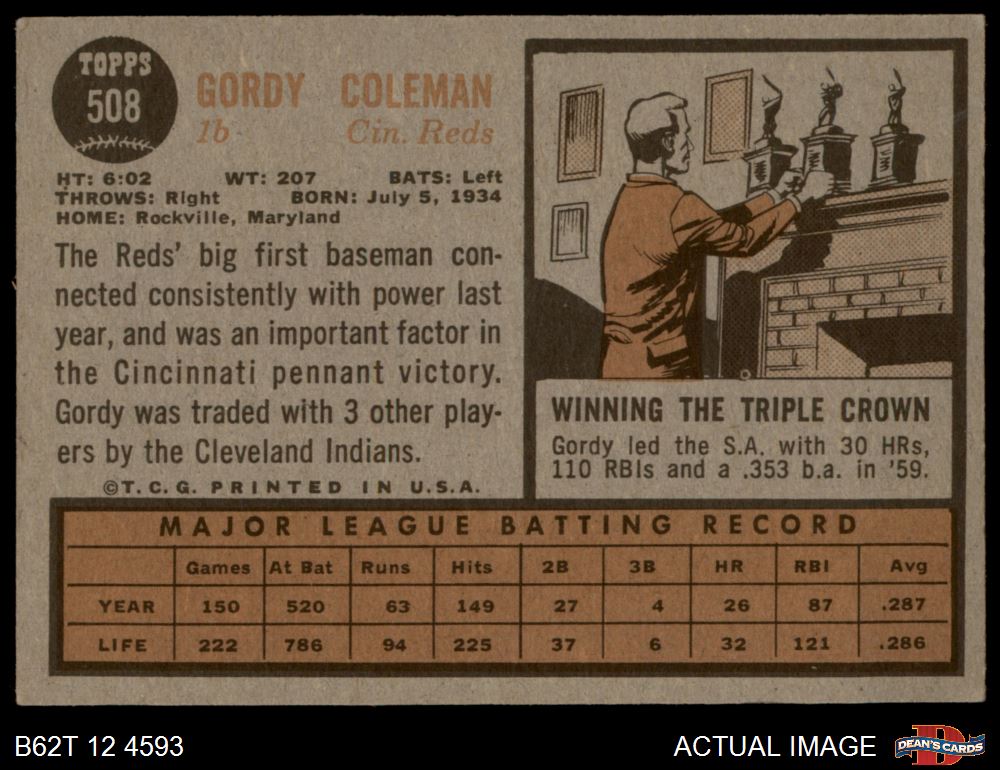 TOPPS
508
GORDY COLEMAN
1b Cin. Reds
HT: 6:02 WT: 207 BATS: Left
THROWS: Right BORN: July 5, 1934
HOME: Rockville, Maryland
The Reds' big first baseman con-
nected consistently with power last
year, and was an important factor in
the Cincinnati pennant victory.
Gordy was traded with 3 other play-
ers by the Cleveland Indians.
©T.C.G. PRINTED IN U.S.A.
WINNING THE TRIPLE CROWN
Gordy led the S.A. with 30 HRs,
110 RBIs and a .353 b.a. in '59.
MAJOR LEAGUE BATTING RECORD
Games At Bat Runs Hits 2B 3B HR RBI Avg
YEAR 150 520 63 149 27 4 26 87 .287
LIFE 222 786 94 225 37 6 32 121 .286
B62T 12 4593
ACTUAL IMAGE
DEAN'S CARDS